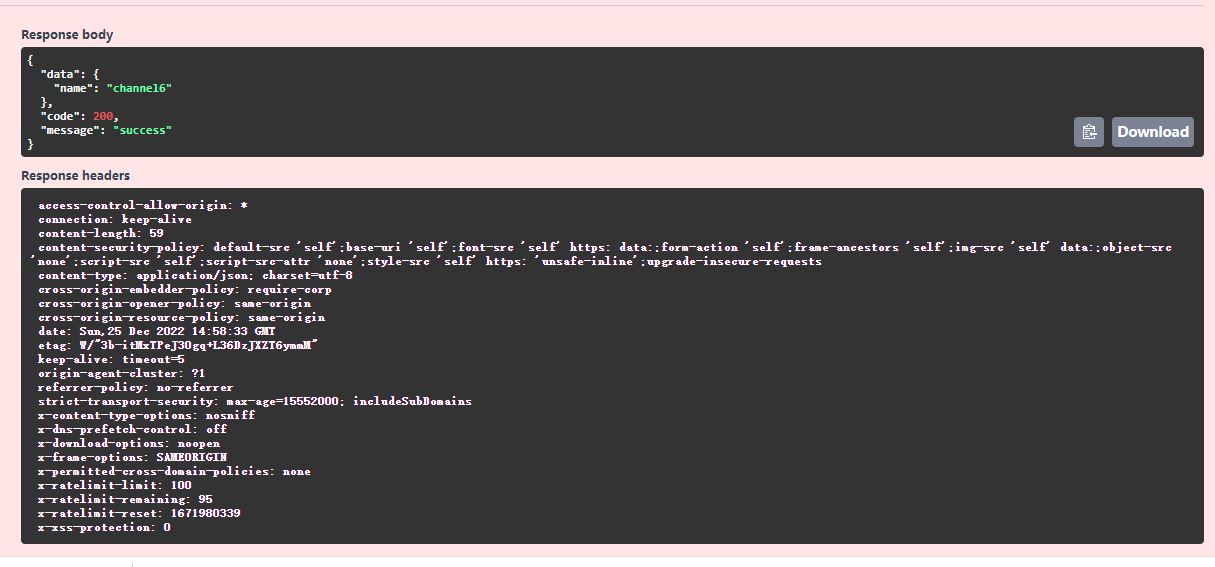 Response body
{
  "data": {
    "name": "channel6"
  },
  "code": 200,
  "message": "success"
}
Download
Response headers
access-control-allow-origin: *
connection: keep-alive
content-length: 59
content-security-policy: default-src 'self';base-uri 'self';font-src 'self' https: data:;form-action 'self';frame-ancestors 'self';img-src 'self' data:;object-src
'none';script-src 'self';script-src-attr 'none';style-src 'self' https: 'unsafe-inline';upgrade-insecure-requests
content-type: application/json; charset=utf-8
cross-origin-embedder-policy: require-corp
cross-origin-opener-policy: same-origin
cross-origin-resource-policy: same-origin
date: Sun,25 Dec 2022 14:58:33 GMT
etag: W/"3b-itMxTPeJ3Ogq+L36DzJXZT6ymmM"
keep-alive: timeout=5
origin-agent-cluster: ?1
referrer-policy: no-referrer
strict-transport-security: max-age=15552000; includeSubDomains
x-content-type-options: nosniff
x-dns-prefetch-control: off
x-download-options: noopen
x-frame-options: SAMEORIGIN
x-permitted-cross-domain-policies: none
x-ratelimit-limit: 100
x-ratelimit-remaining: 95
x-ratelimit-reset: 1671980339
x-xss-protection: 0